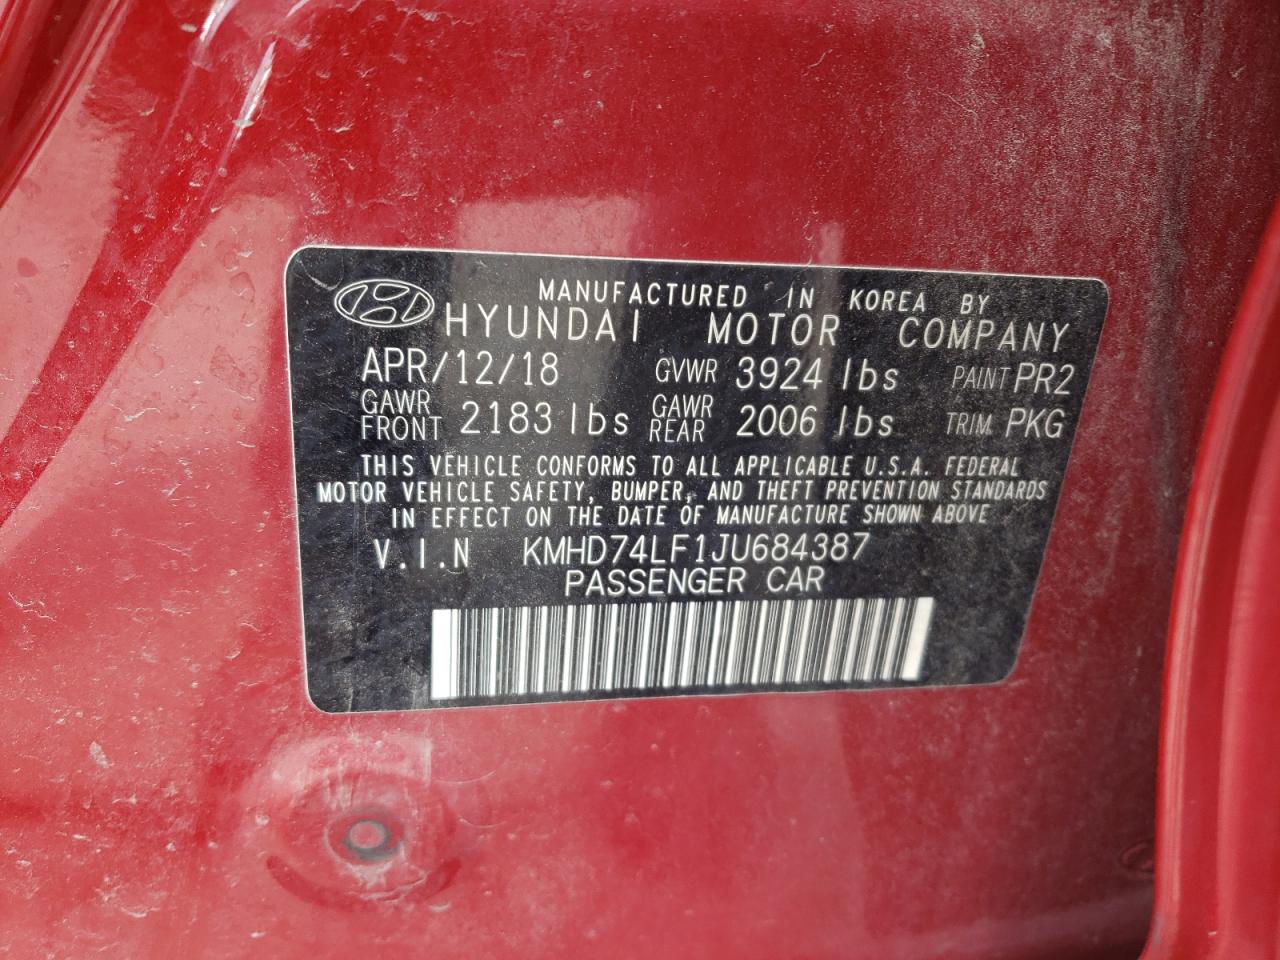 MANUFACTURED IN KOREA BY
HYUNDAI MOTOR COMPANY
APR/12/18 GVWR 3924 lbs PAINT PR2
GAWR FRONT 2183 lbs GAWR REAR 2006 lbs TRIM PKG
THIS VEHICLE CONFORMS TO ALL APPLICABLE U.S.A. FEDERAL
MOTOR VEHICLE SAFETY, BUMPER, AND THEFT PREVENTION STANDARDS
IN EFFECT ON THE DATE OF MANUFACTURE SHOWN ABOVE
V.I.N KMHD74LF1JU684387
PASSENGER CAR